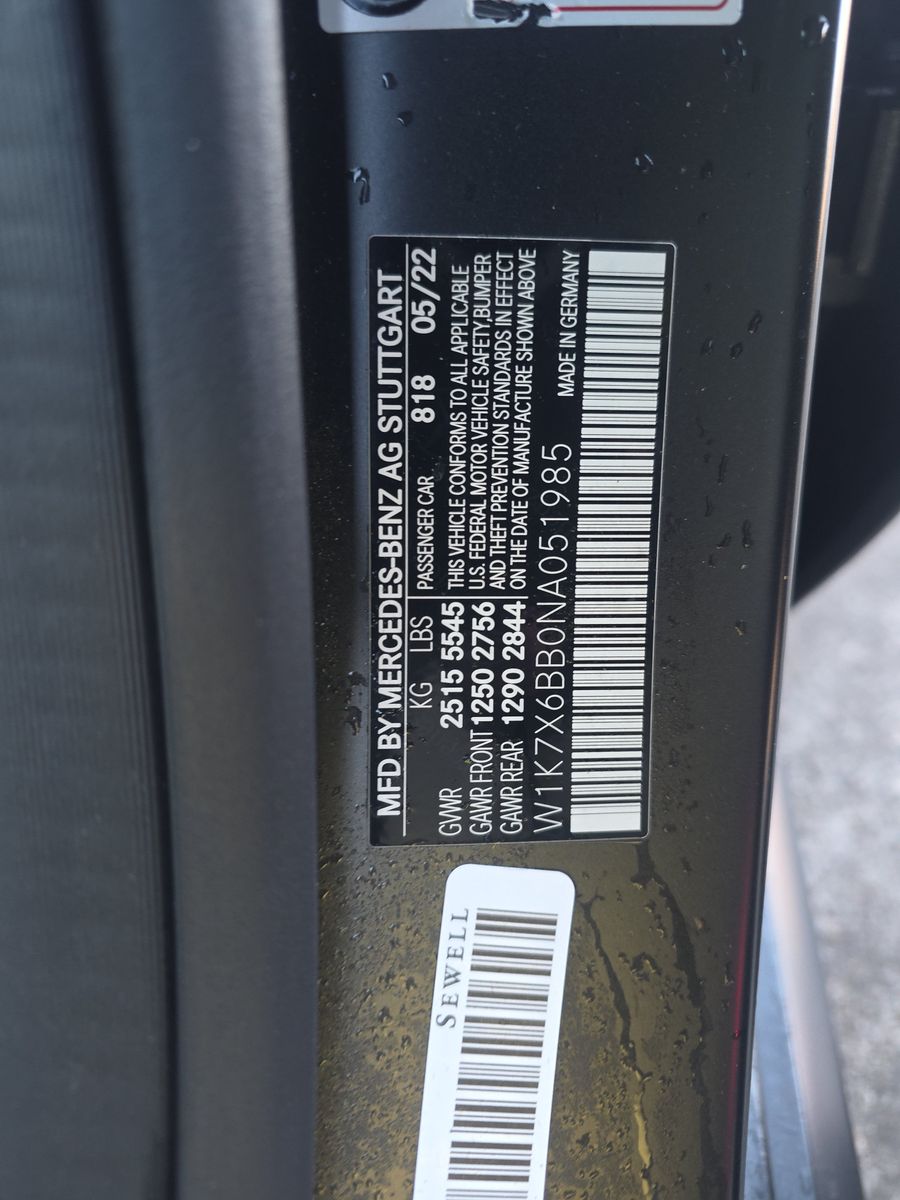 MFD BY MERCEDES-BENZ AG STUTTGART
KG LBS PASSENGER CAR 818 05/22
GVWR 2515 5545 THIS VEHICLE CONFORMS TO ALL APPLICABLE
GAWR FRONT 1250 2756 U.S. FEDERAL MOTOR VEHICLE SAFETY,BUMPER
GAWR REAR 1290 2844 AND THEFT PREVENTION STANDARDS IN EFFECT
ON THE DATE OF MANUFACTURE SHOWN ABOVE
W1K7X6BB0NA051985 MADE IN GERMANY
SEWELL